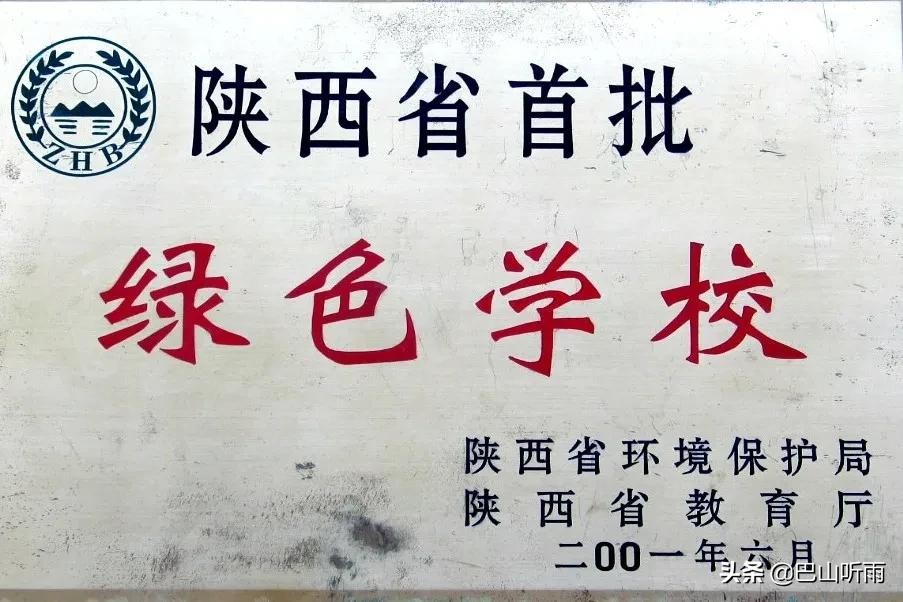 ZHB
陕西省首批
绿色学校
陕西省环境保护局
陕西省教育厅
二00一年六月
头条 @巴山听雨